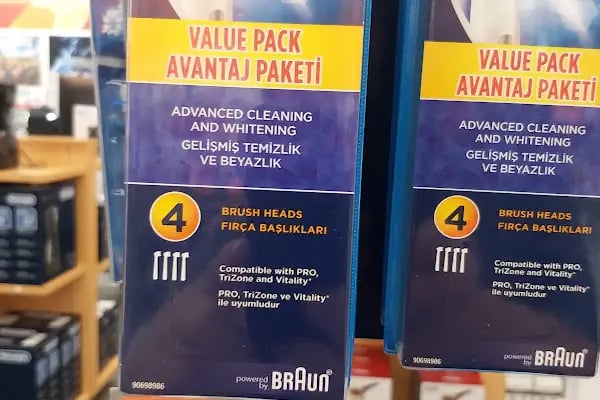 VALUE PACK
AVANTAJ PAKETİ
ADVANCED CLEANING
AND WHITENING
GELİŞMİŞ TEMİZLİK
VE BEYAZLIK
4
BRUSH HEADS
FIRÇA BAŞLIKLARI
Compatible with PRO,
TriZone and Vitality*
PRO, TriZone ve Vitality*
ile uyumludur
90698986
powered by BRAUN®
VALUE PACK
AVANTAJ PAKETİ
ADVANCED CLEANING
AND WHITENING
GELİŞMİŞ TEMİZLİK
VE BEYAZLIK
4
BRUSH HEADS
FIRÇA BAŞLIKLARI
Compatible with PRO,
TriZone and Vitality*
PRO, TriZone ve Vitality*
ile uyumludur
90698986
powered by BRAUN®